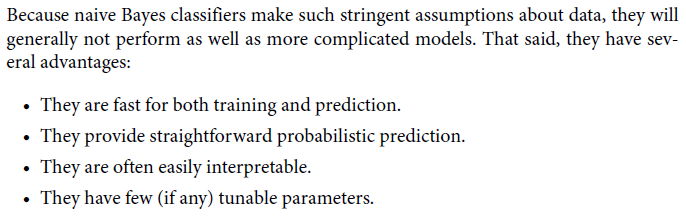 Because naive Bayes classifiers make such stringent assumptions about data, they will
generally not perform as well as more complicated models. That said, they have sev-
eral advantages:
• They are fast for both training and prediction.
• They provide straightforward probabilistic prediction.
• They are often easily interpretable.
• They have few (if any) tunable parameters.